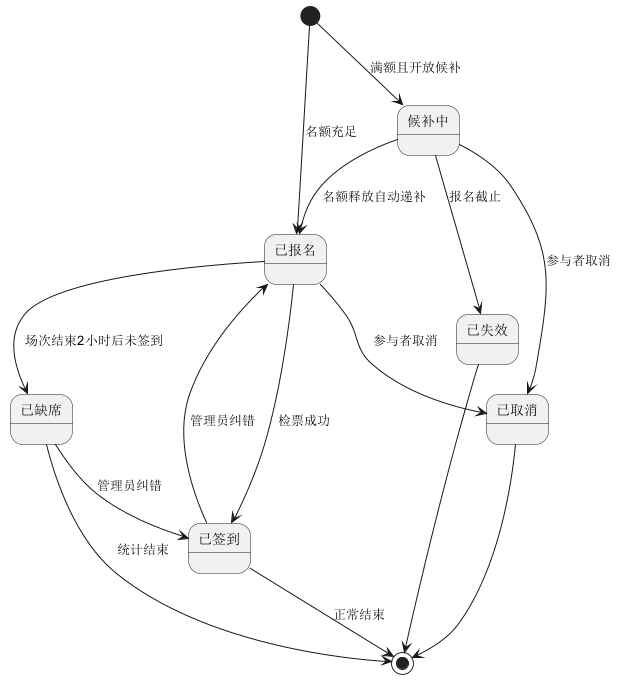 满额且开放候补
候补中
名额充足
名额释放自动递补
报名截止
已报名
参与者取消
已失效
场次结束2小时后未签到
参与者取消
已缺席
已取消
管理员纠错
检票成功
管理员纠错
已签到
统计结束
正常结束